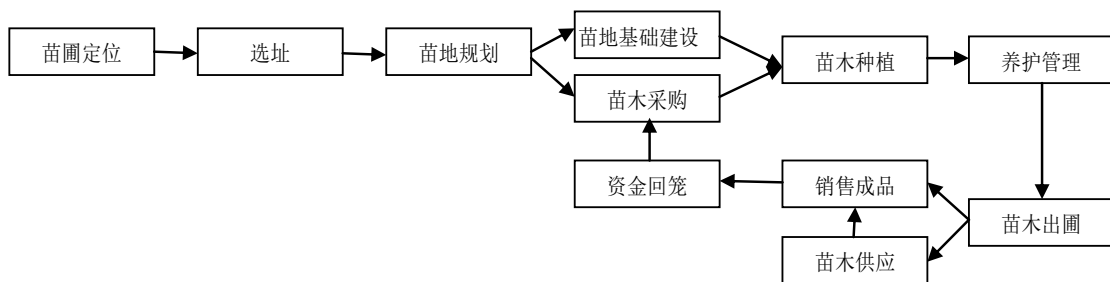 苗圃定位
选址
苗地规划
苗地基础建设
苗木采购
苗木种植
养护管理
资金回笼
销售成品
苗木出圃
苗木供应